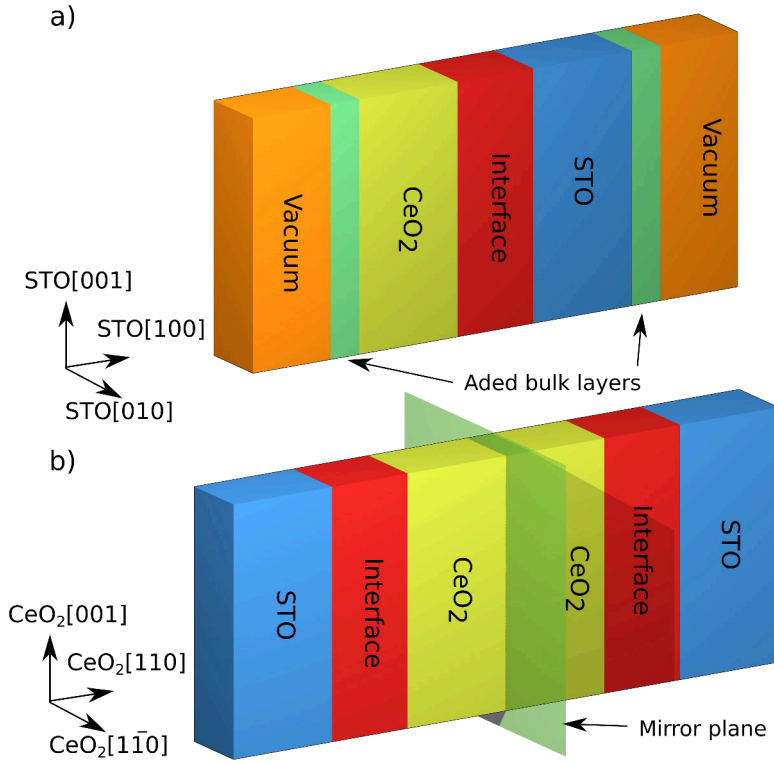 a)
Vacuum
CeO₂
Interface
STO
Vacuum
STO[001]
STO[100]
STO[010]
Aded bulk layers
b)
STO
Interface
CeO₂
CeO₂
Interface
STO
CeO₂[001]
CeO₂[110]
CeO₂[11̅0]
Mirror plane